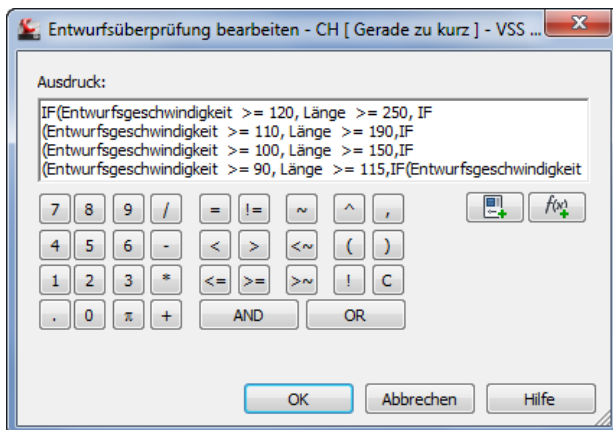 Entwurfsüberprüfung bearbeiten - CH [ Gerade zu kurz ] - VSS ...
Ausdruck:
IF(Entwurfsgeschwindigkeit >= 120, Länge >= 250, IF
(Entwurfsgeschwindigkeit >= 110, Länge >= 190,IF
(Entwurfsgeschwindigkeit >= 100, Länge >= 150,IF
(Entwurfsgeschwindigkeit >= 90, Länge >= 115,IF(Entwurfsgeschwindigkeit
7 8 9 / = != ~ ^ , f(x)
4 5 6 - < > <~ ( )
1 2 3 * <= >= >~ ! C
. 0 π + AND OR
OK Abbrechen Hilfe